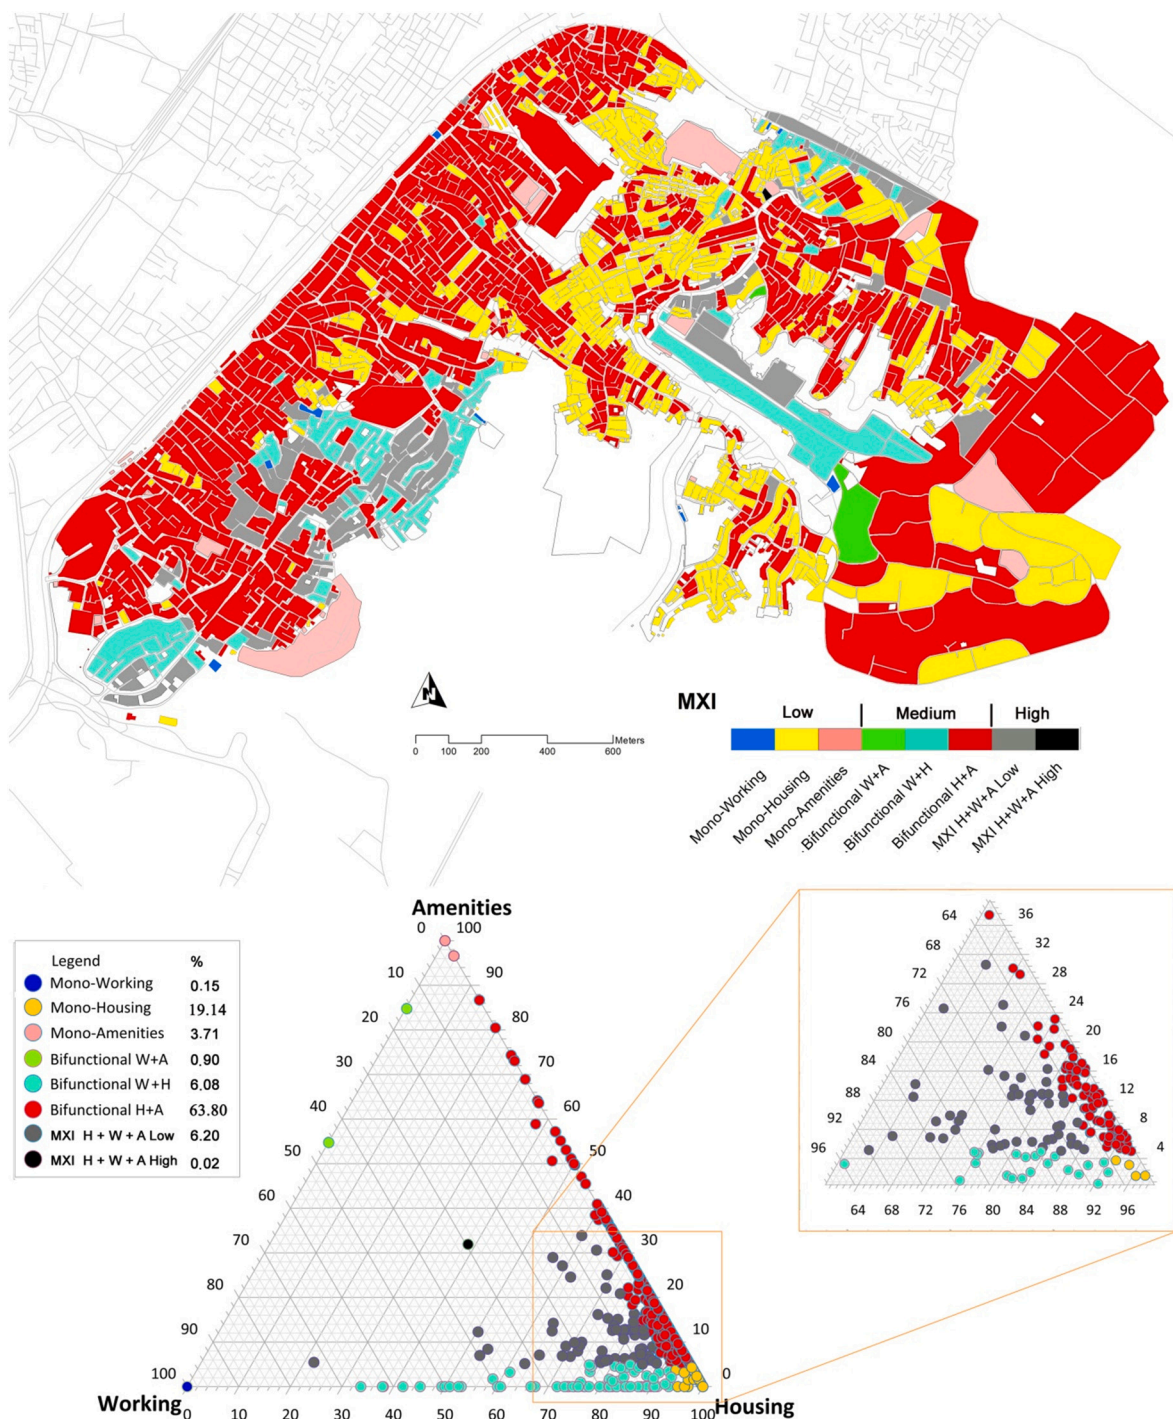 MXI
Low | Medium | High
Mono-Working
Mono-Housing
Mono-Amenities
Bifunctional W+A
Bifunctional W+H
Bifunctional H+A
MXI H+W+A Low
MXI H+W+A High
N
0 100 200 400 600 Meters
Amenities
0 100
10 90
20 80
30 70
40 60
50 50
60 40
70 30
80 20
90 10
100 0
Working Housing
0 10 20 30 40 50 60 70 80 90 100
Legend %
Mono-Working 0.15
Mono-Housing 19.14
Mono-Amenities 3.71
Bifunctional W+A 0.90
Bifunctional W+H 6.08
Bifunctional H+A 63.80
MXI H + W + A Low 6.20
MXI H + W + A High 0.02
64 36
68 32
72 28
76 24
80 20
84 16
88 12
92 8
96 4
64 68 72 76 80 84 88 92 96